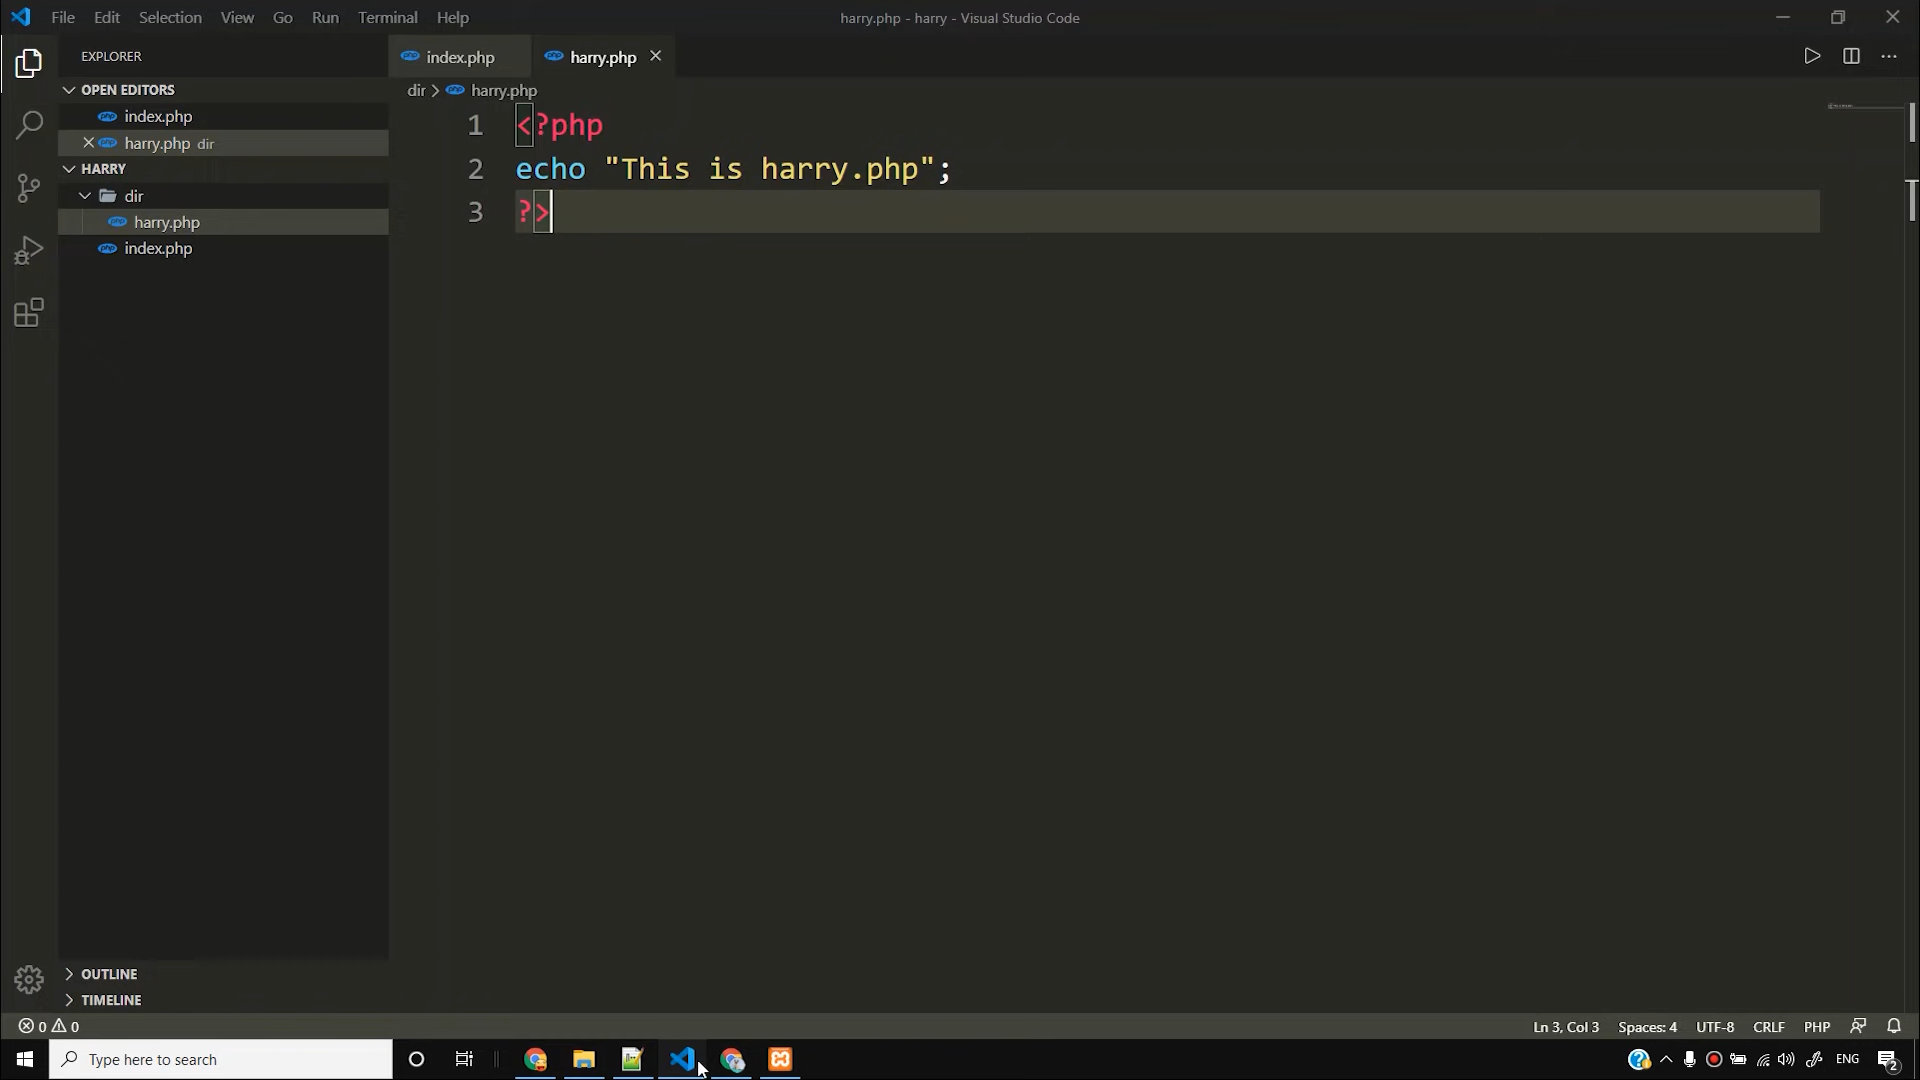 File Edit Selection View Go Run Terminal Help
harry.php - harry - Visual Studio Code
EXPLORER
OPEN EDITORS
index.php
harry.php dir
HARRY
dir
harry.php
index.php
OUTLINE
TIMELINE
index.php harry.php
dir > harry.php
1 <?php
2 echo "This is harry.php";
3 ?>
0 0
Ln 3, Col 3 Spaces: 4 UTF-8 CRLF PHP
Type here to search
ENG
2